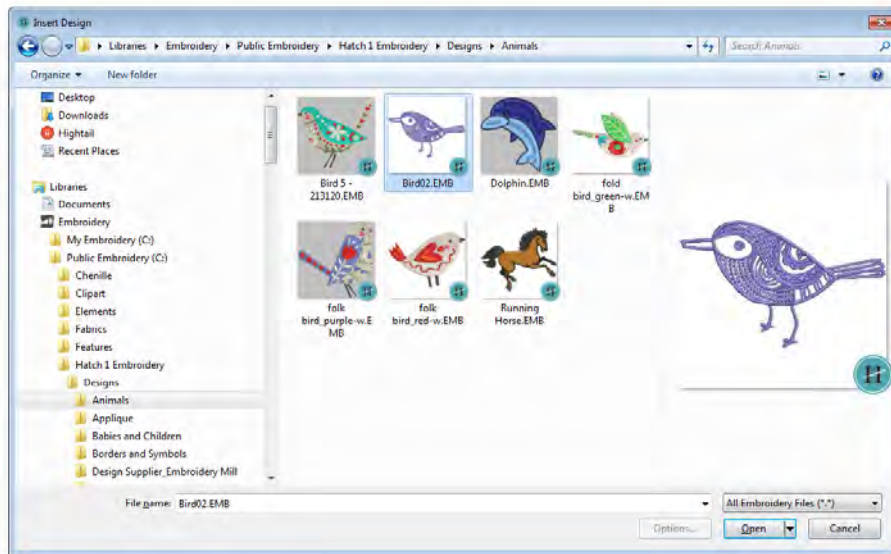 Insert Design
Libraries Embroidery Public Embroidery Hatch 1 Embroidery Designs Animals
Search Animals
Organize New folder
Desktop
Downloads
Hightail
Recent Places
Libraries
Documents
Embroidery
My Embroidery (C:)
Public Embroidery (C:)
Chenille
Clipart
Elements
Fabrics
Features
Hatch 1 Embroidery
Designs
Animals
Applique
Babies and Children
Borders and Symbols
Design Supplier_Embroidery Mill
Bird 5 -
213120.EMB
Bird02.EMB
Dolphin.EMB
fold
bird_green-w.EM
B
folk
bird_purple-w.E
MB
folk
bird_red-w.EMB
Running
Horse.EMB
H
File name: Bird02.EMB
All Embroidery Files (*.*)
Options... Open Cancel